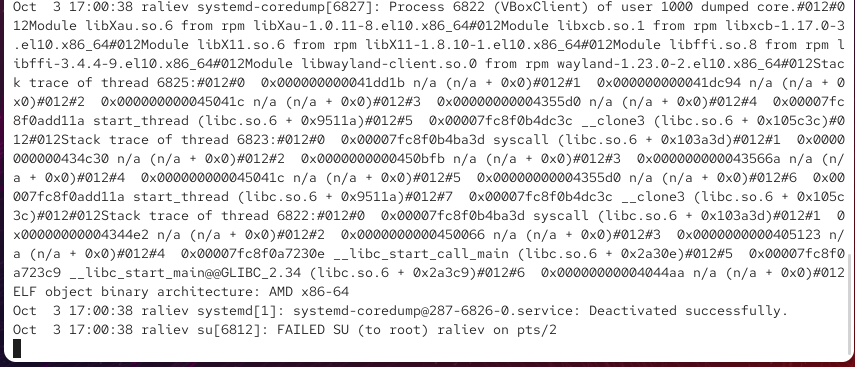 Oct  3 17:00:38 raliev systemd-coredump[6827]: Process 6822 (VBoxClient) of user 1000 dumped core.#012#0
12Module libXau.so.6 from rpm libXau-1.0.11-8.el10.x86_64#012Module libxcb.so.1 from rpm libxcb-1.17.0-3
.el10.x86_64#012Module libX11.so.6 from rpm libX11-1.8.10-1.el10.x86_64#012Module libffi.so.8 from rpm l
ibffi-3.4.4-9.el10.x86_64#012Module libwayland-client.so.0 from rpm wayland-1.23.0-2.el10.x86_64#012Stac
k trace of thread 6825:#012#0  0x000000000041dd1b n/a (n/a + 0x0)#012#1  0x000000000041dc94 n/a (n/a + 0
x0)#012#2  0x000000000045041c n/a (n/a + 0x0)#012#3  0x00000000004355d0 n/a (n/a + 0x0)#012#4  0x00007fc
8f0add11a start_thread (libc.so.6 + 0x9511a)#012#5  0x00007fc8f0b4dc3c __clone3 (libc.so.6 + 0x105c3c)#0
12#012Stack trace of thread 6823:#012#0  0x00007fc8f0b4ba3d syscall (libc.so.6 + 0x103a3d)#012#1  0x0000
000000434c30 n/a (n/a + 0x0)#012#2  0x0000000000450bfb n/a (n/a + 0x0)#012#3  0x000000000043566a n/a (n/
a + 0x0)#012#4  0x000000000045041c n/a (n/a + 0x0)#012#5  0x00000000004355d0 n/a (n/a + 0x0)#012#6  0x00
007fc8f0add11a start_thread (libc.so.6 + 0x9511a)#012#7  0x00007fc8f0b4dc3c __clone3 (libc.so.6 + 0x105c
3c)#012#012Stack trace of thread 6822:#012#0  0x00007fc8f0b4ba3d syscall (libc.so.6 + 0x103a3d)#012#1  0
x00000000004344e2 n/a (n/a + 0x0)#012#2  0x0000000000450066 n/a (n/a + 0x0)#012#3  0x0000000000405123 n/
a (n/a + 0x0)#012#4  0x00007fc8f0a7230e __libc_start_call_main (libc.so.6 + 0x2a30e)#012#5  0x00007fc8f0
a723c9 __libc_start_main@@GLIBC_2.34 (libc.so.6 + 0x2a3c9)#012#6  0x00000000004044aa n/a (n/a + 0x0)#012
ELF object binary architecture: AMD x86-64
Oct  3 17:00:38 raliev systemd[1]: systemd-coredump@287-6826-0.service: Deactivated successfully.
Oct  3 17:00:38 raliev su[6812]: FAILED SU (to root) raliev on pts/2